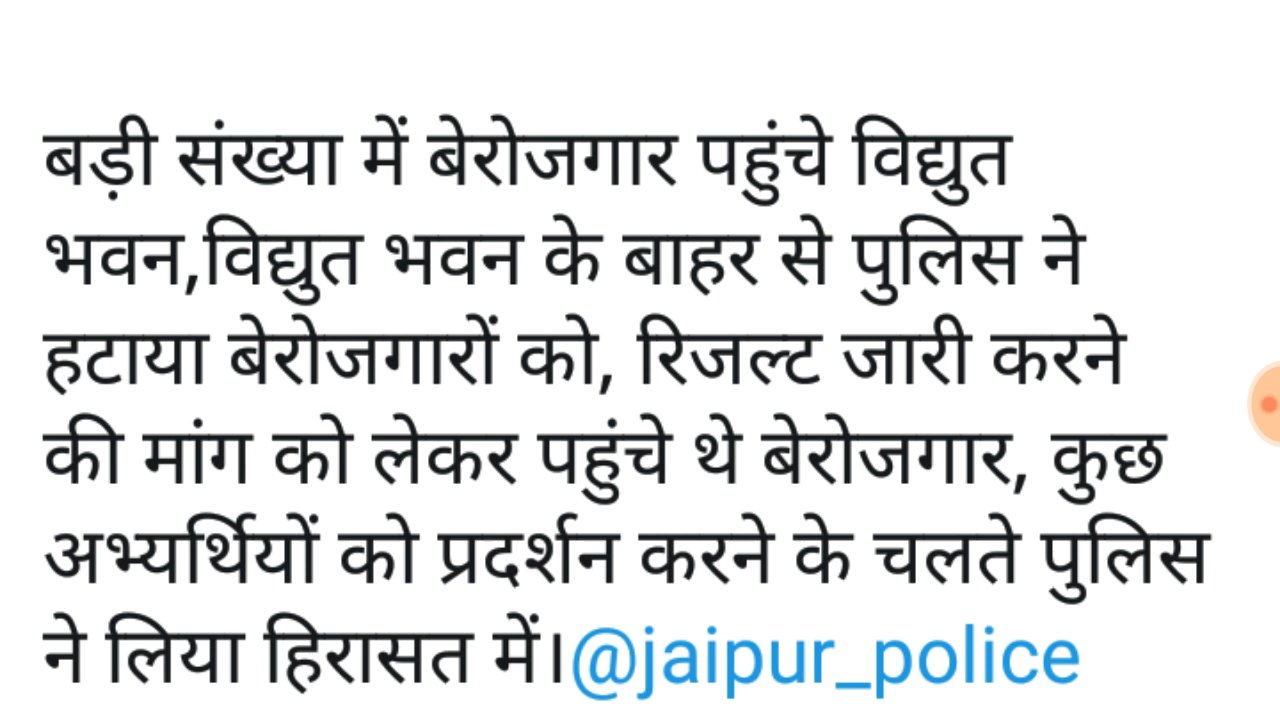 बड़ी संख्या में बेरोजगार पहुंचे विद्युत
भवन,विद्युत भवन के बाहर से पुलिस ने
हटाया बेरोजगारों को, रिजल्ट जारी करने
की मांग को लेकर पहुंचे थे बेरोजगार, कुछ
अभ्यर्थियों को प्रदर्शन करने के चलते पुलिस
ने लिया हिरासत में।@jaipur_police